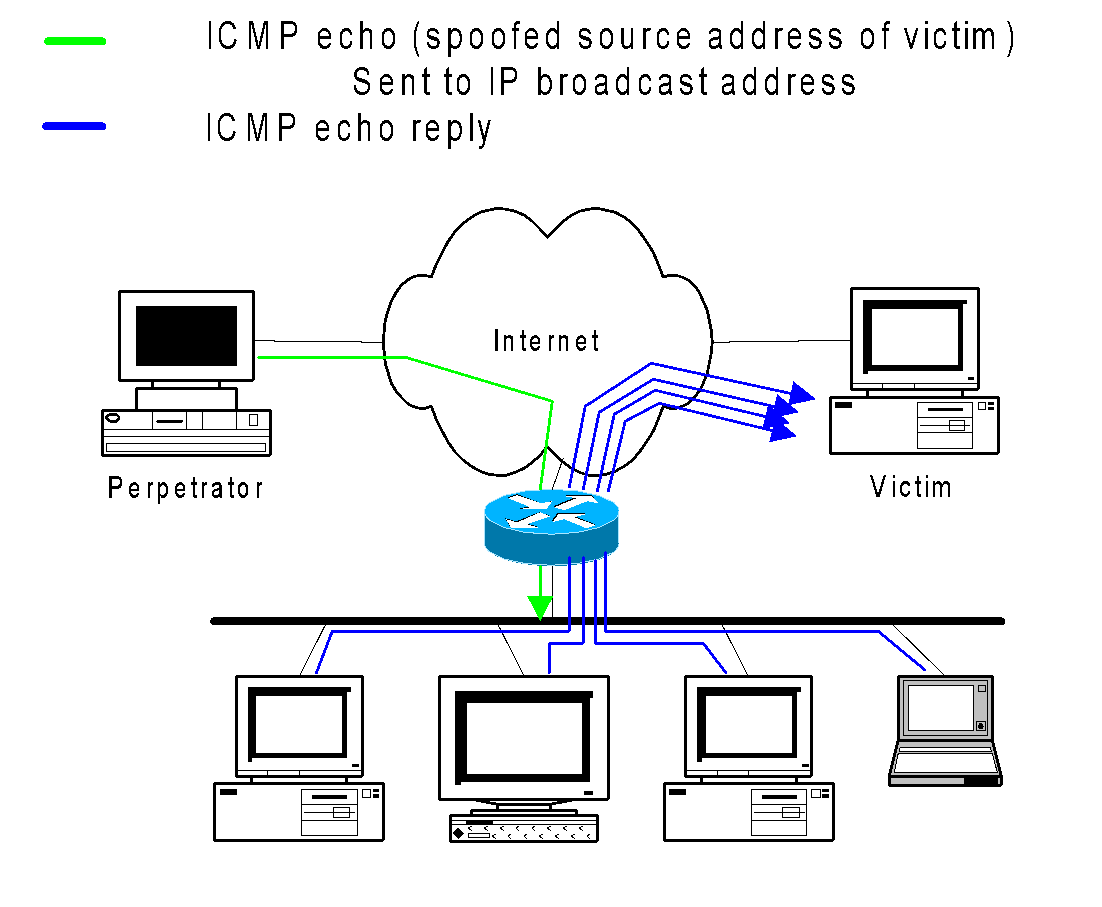 ICMP echo (spoofed source address of victim)
Sent to IP broadcast address
ICMP echo reply
Internet
Perpetrator
Victim